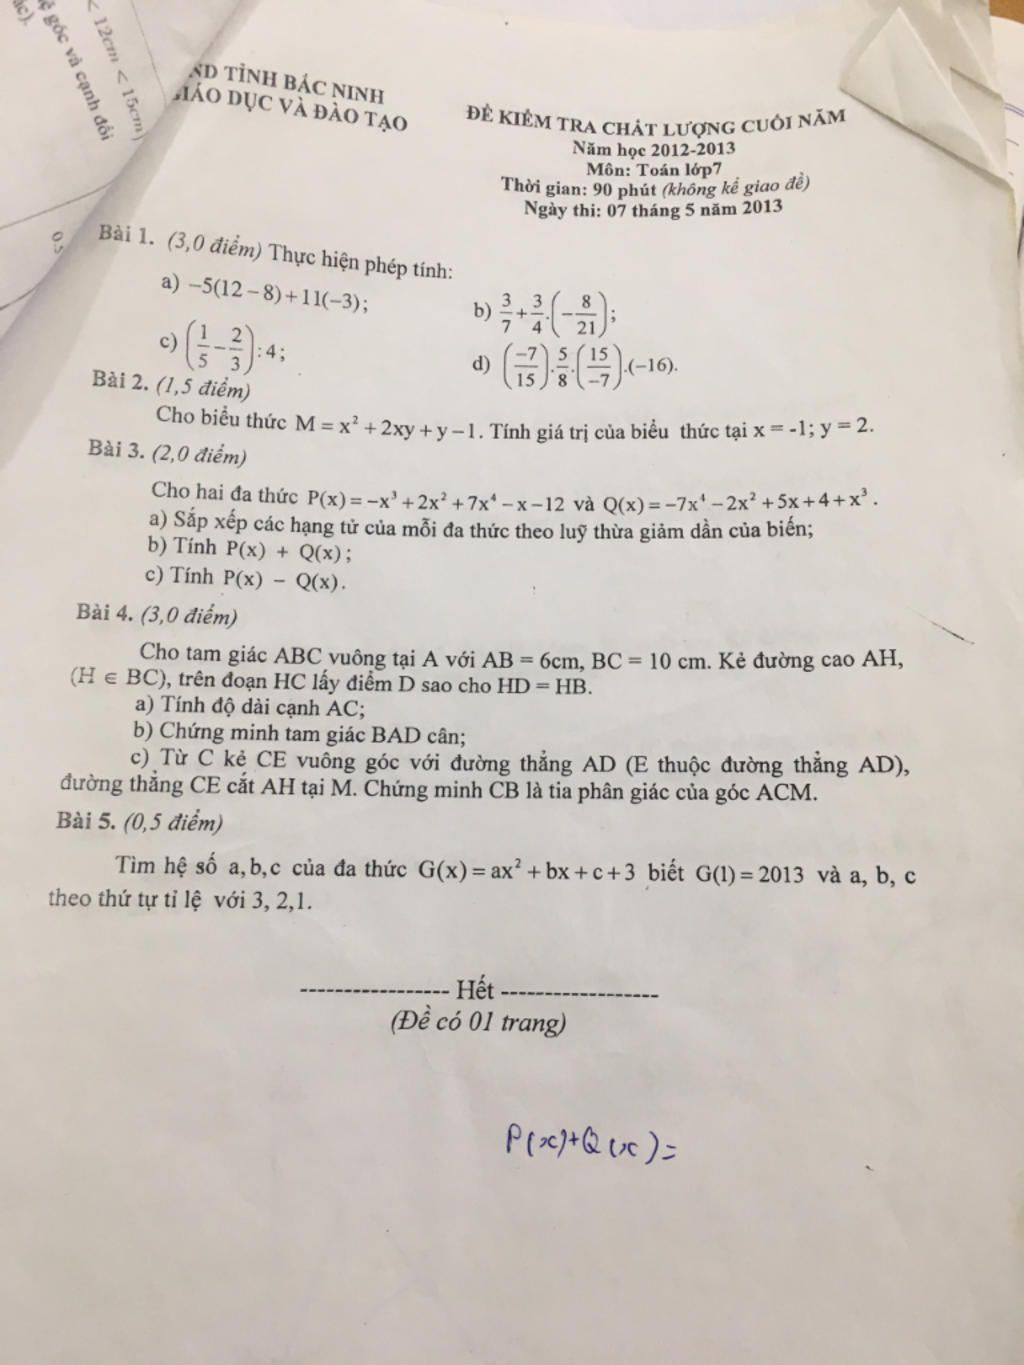 < 12cm < 15cm)
ệ góc và cạnh đối
ác).
0.5
ND TỈNH BẮC NINH
GIÁO DỤC VÀ ĐÀO TẠO
ĐỀ KIỂM TRA CHẤT LƯỢNG CUỐI NĂM
Năm học 2012-2013
Môn: Toán lớp7
Thời gian: 90 phút (không kể giao đề)
Ngày thi: 07 tháng 5 năm 2013
Bài 1. (3,0 điểm) Thực hiện phép tính:
a) −5(12−8)+11(−3);
b) 3/7 + 3/4.(−8/21);
c) (1/5 − 2/3):4;
d) (−7/15).5/8.(15/−7).(−16).
Bài 2. (1,5 điểm)
Cho biểu thức M = x² + 2xy + y − 1. Tính giá trị của biểu thức tại x = -1; y = 2.
Bài 3. (2,0 điểm)
Cho hai đa thức P(x) = −x³ + 2x² + 7x⁴ − x − 12 và Q(x) = −7x⁴ − 2x² + 5x + 4 + x³.
a) Sắp xếp các hạng tử của mỗi đa thức theo luỹ thừa giảm dần của biến;
b) Tính P(x) + Q(x);
c) Tính P(x) − Q(x).
Bài 4. (3,0 điểm)
Cho tam giác ABC vuông tại A với AB = 6cm, BC = 10 cm. Kẻ đường cao AH,
(H ∈ BC), trên đoạn HC lấy điểm D sao cho HD = HB.
a) Tính độ dài cạnh AC;
b) Chứng minh tam giác BAD cân;
c) Từ C kẻ CE vuông góc với đường thẳng AD (E thuộc đường thẳng AD),
đường thẳng CE cắt AH tại M. Chứng minh CB là tia phân giác của góc ACM.
Bài 5. (0,5 điểm)
Tìm hệ số a, b, c của đa thức G(x) = ax² + bx + c + 3 biết G(1) = 2013 và a, b, c
theo thứ tự tỉ lệ với 3, 2,1.
----------------- Hết ------------------
(Đề có 01 trang)
P(x)+Q(x)=